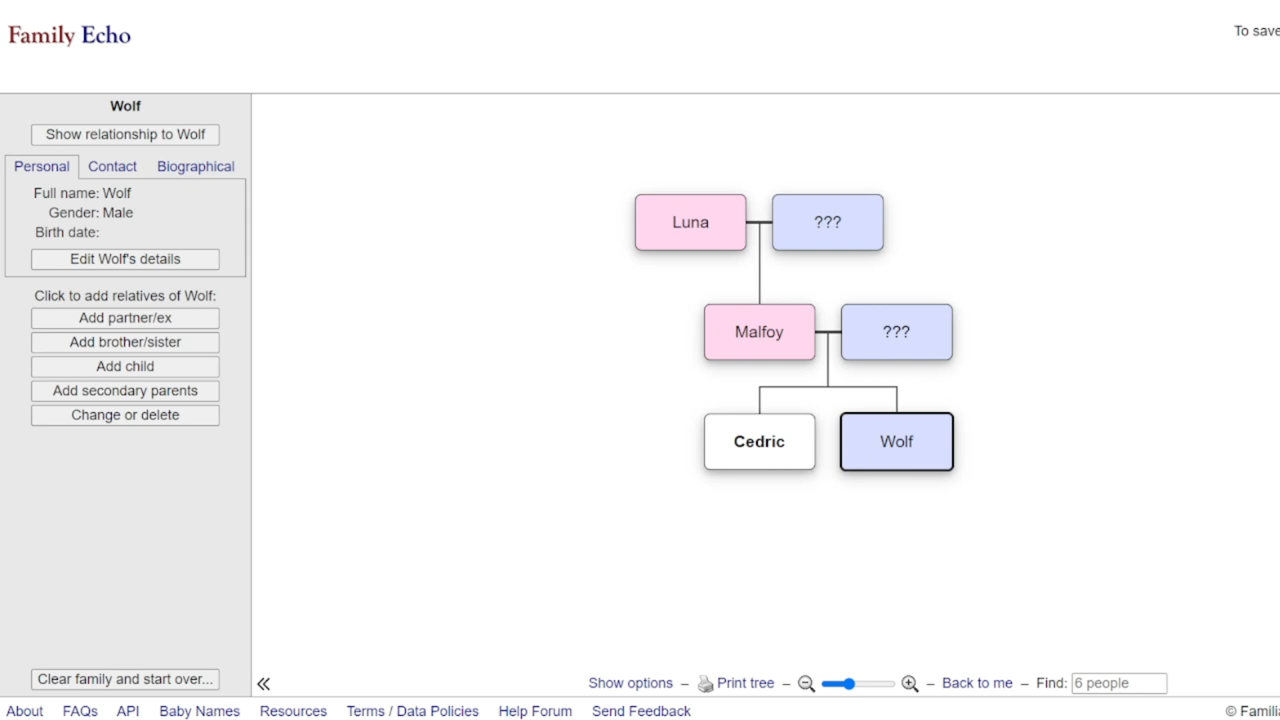 Family Echo
To save
Wolf
Show relationship to Wolf
Personal Contact Biographical
Full name: Wolf
Gender: Male
Birth date:
Edit Wolf's details
Click to add relatives of Wolf:
Add partner/ex
Add brother/sister
Add child
Add secondary parents
Change or delete
Clear family and start over...
Luna ???
Malfoy ???
Cedric Wolf
Show options – Print tree – – Back to me – Find: 6 people
About FAQs API Baby Names Resources Terms / Data Policies Help Forum Send Feedback © Famili